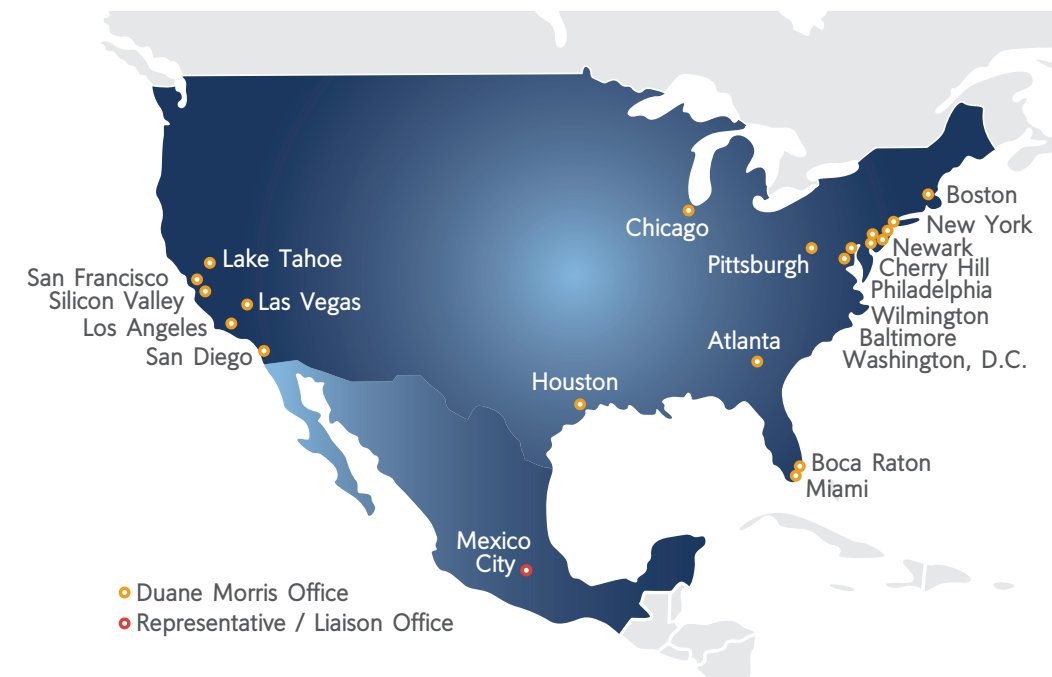 Boston
New York
Newark
Cherry Hill
Philadelphia
Wilmington
Baltimore
Washington, D.C.
Chicago
Pittsburgh
Lake Tahoe
San Francisco
Silicon Valley
Las Vegas
Los Angeles
San Diego
Atlanta
Houston
Boca Raton
Miami
Mexico
City
Duane Morris Office
Representative / Liaison Office